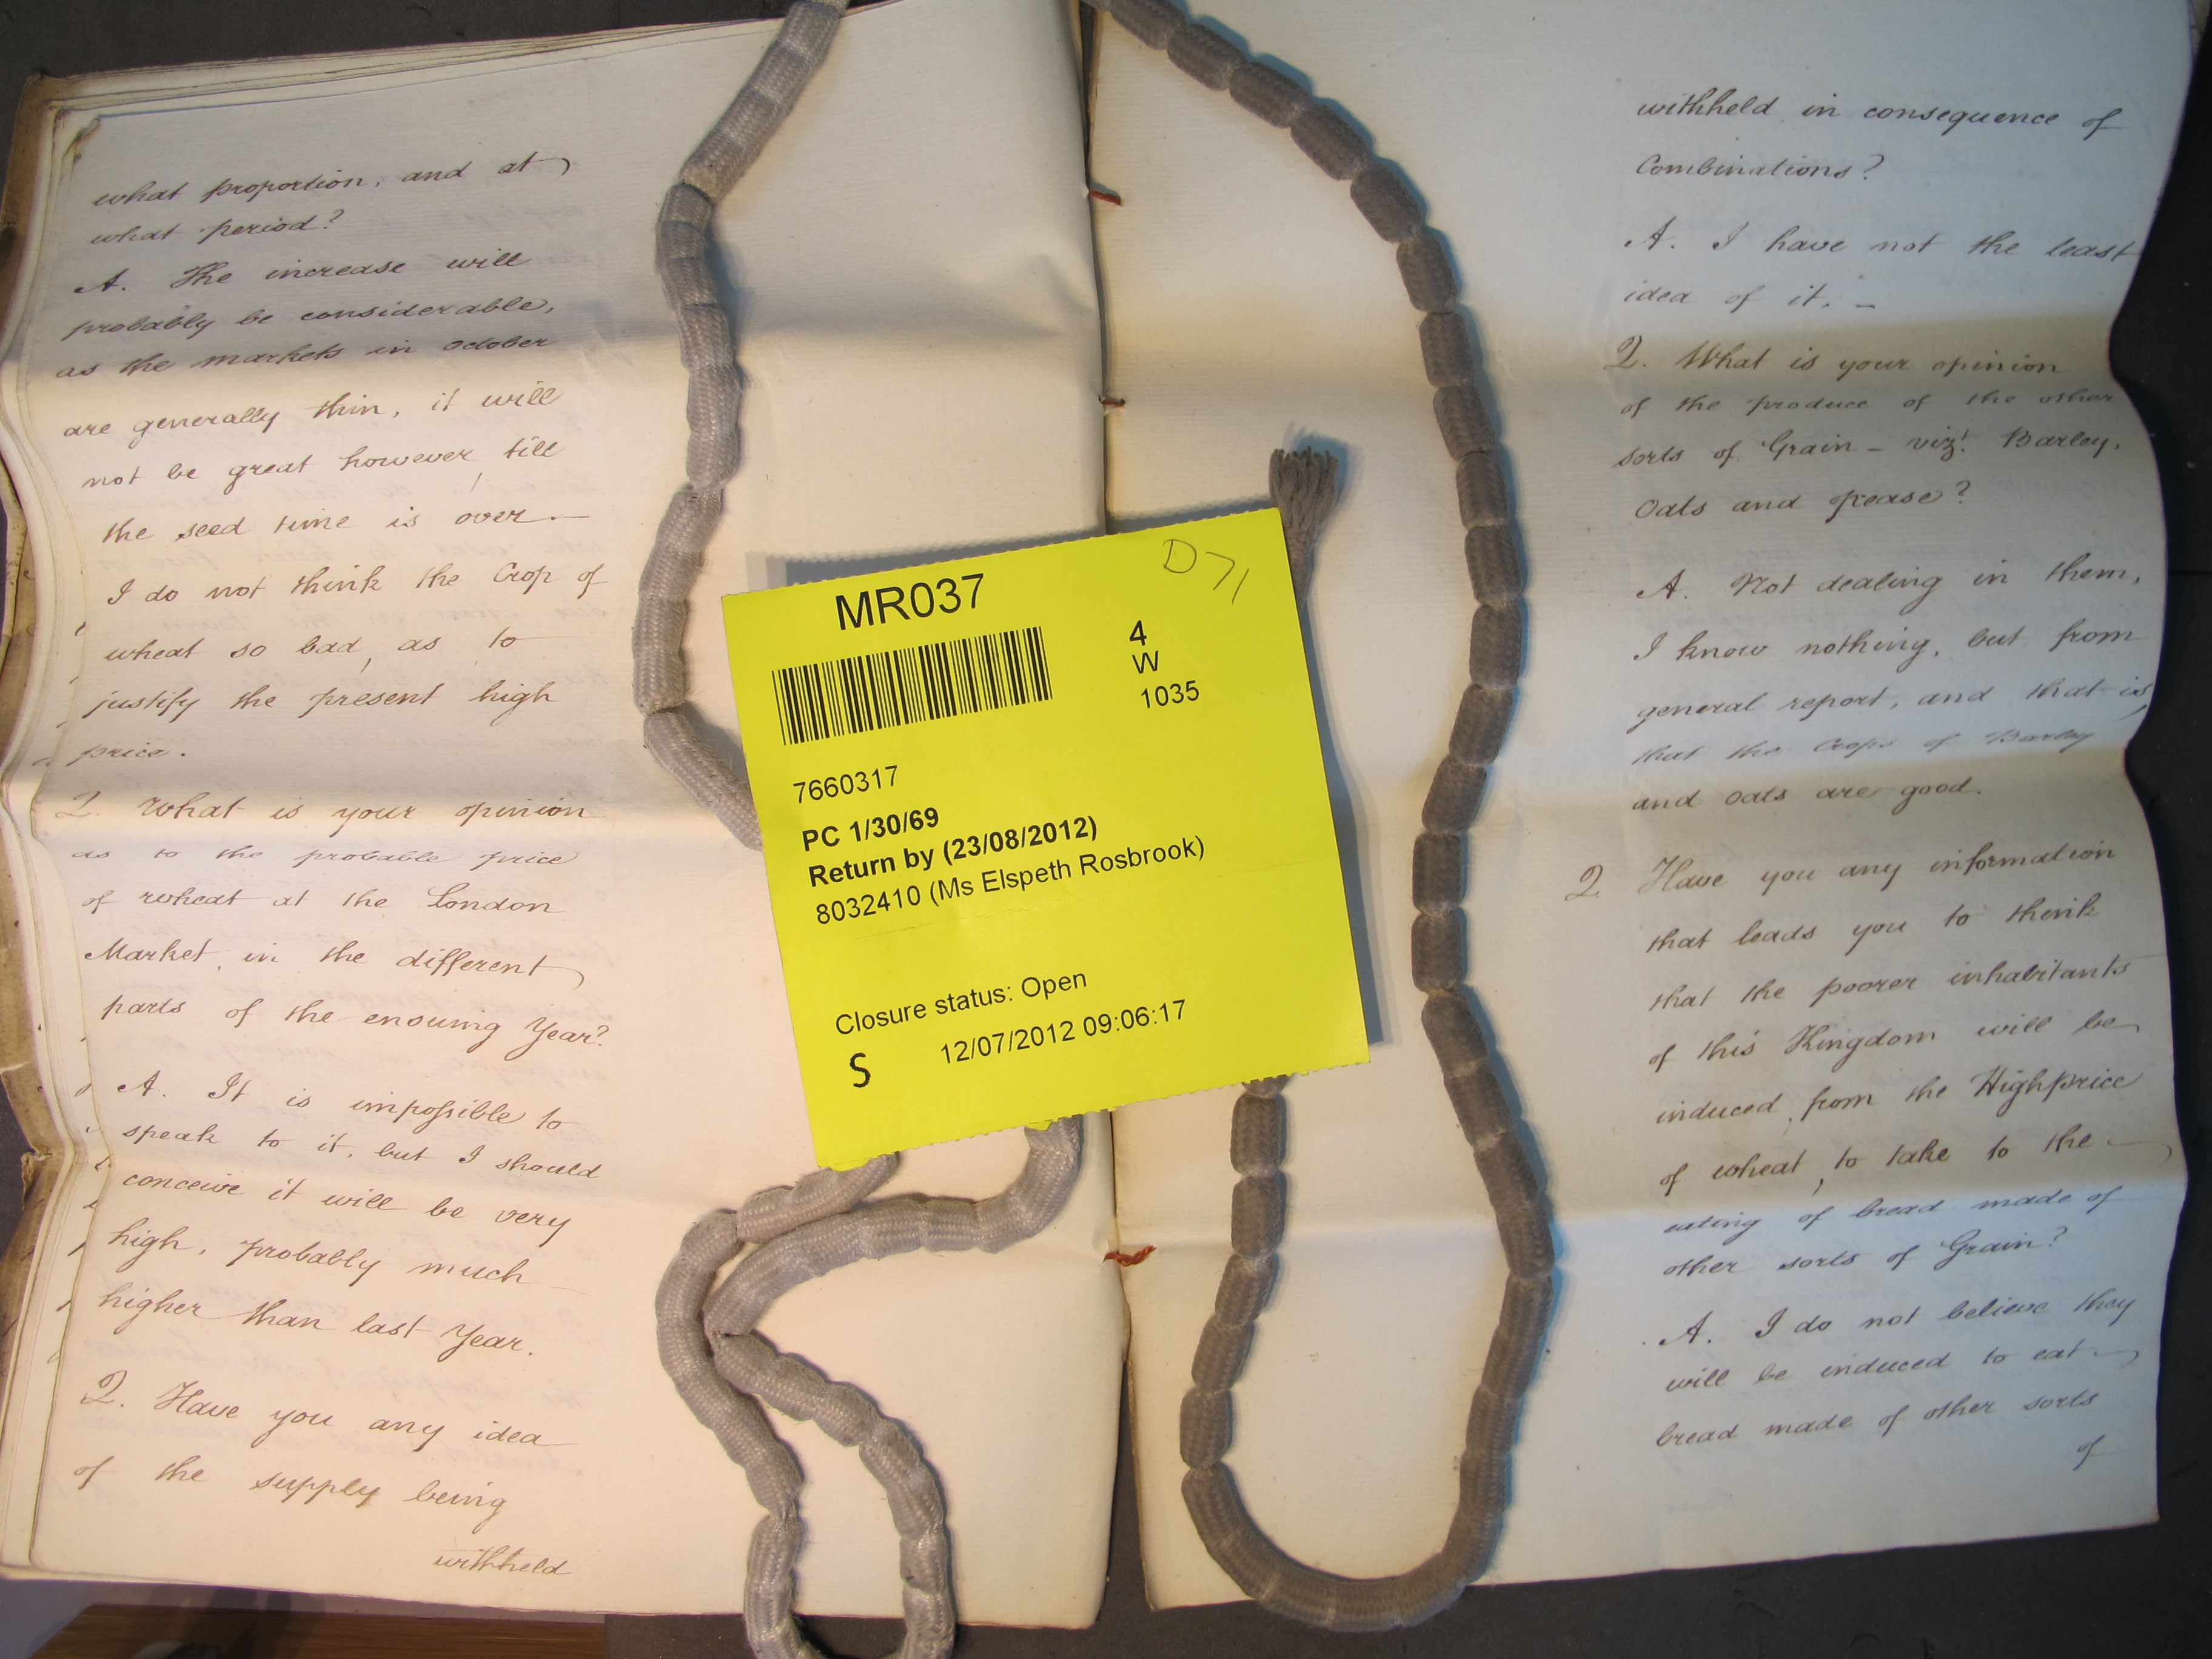 what proportion, and at
what period?
A. The increase will
probably be considerable,
as the markets in October
are generally thin, it will
not be great however, till
the seed time is over. —
I do not think the Crop of
wheat so bad, as to
justify the present high
price.
Q. What is your opinion
as to the probable price
of wheat at the London
Market, in the different
parts of the ensuing Year?
A. It is impossible to
speak to it, but I should
conceive it will be very
high, probably much
higher than last Year.
Q. Have you any idea
of the supply being
withheld
MR037
D71
4
W
1035
7660317
PC 1/30/69
Return by (23/08/2012)
8032410 (Ms Elspeth Rosbrook)
Closure status: Open
S 12/07/2012 09:06:17
withheld in consequence of
Combinations?
A. I have not the least
idea of it. —
Q. What is your opinion
of the produce of the other
sorts of Grain — vizt. Barley,
Oats and pease?
A. Not dealing in them,
I know nothing, but from
general report, and that is,
that the Crops of Barley
and Oats are good.
Q. Have you any information
that leads you to think
that the poorer inhabitants
of this Kingdom will be
induced, from the Highprice
of wheat, to take to the
eating of bread made of
other sorts of Grain?
A. I do not believe they
will be induced to eat
bread made of other sorts
of